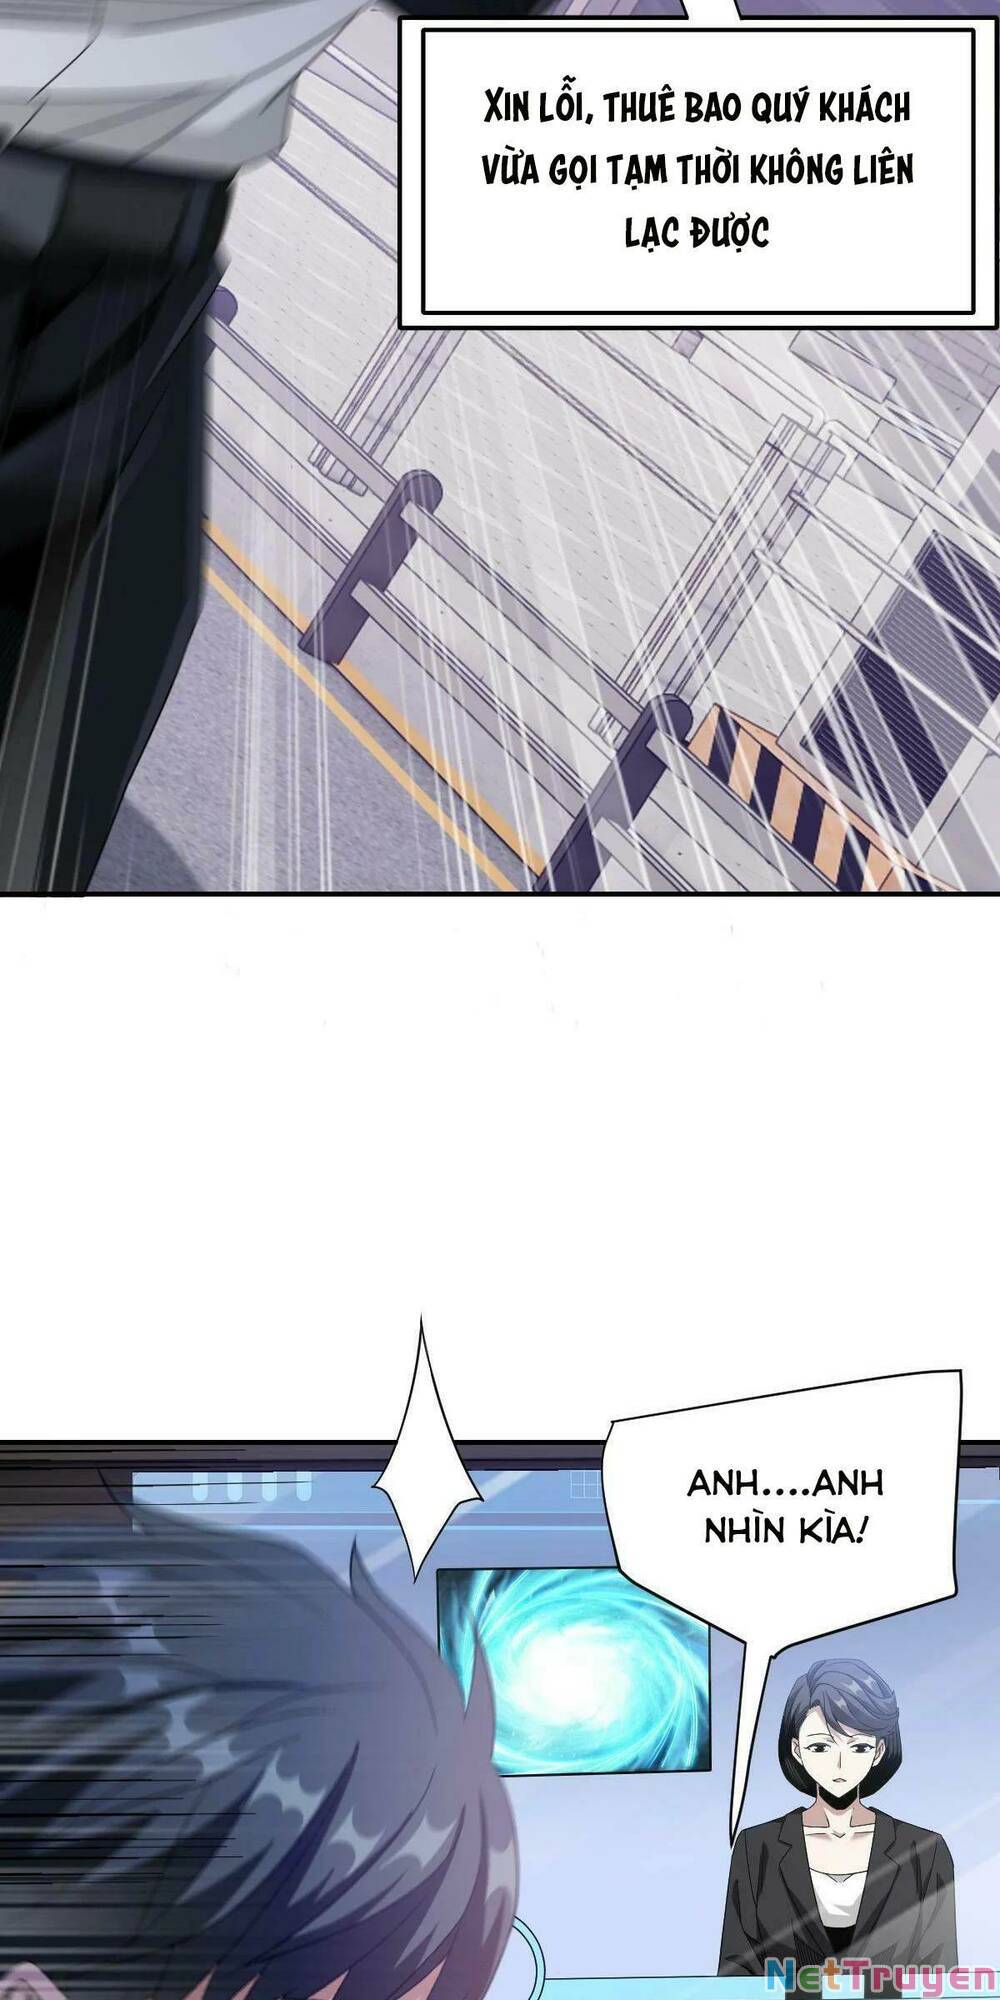 XIN LỖI, THUÊ BAO QUÝ KHÁCH
VỪA GỌI TẠM THỜI KHÔNG LIÊN
LẠC ĐƯỢC
ANH....ANH
NHÌN KÌA!
NetTruyen